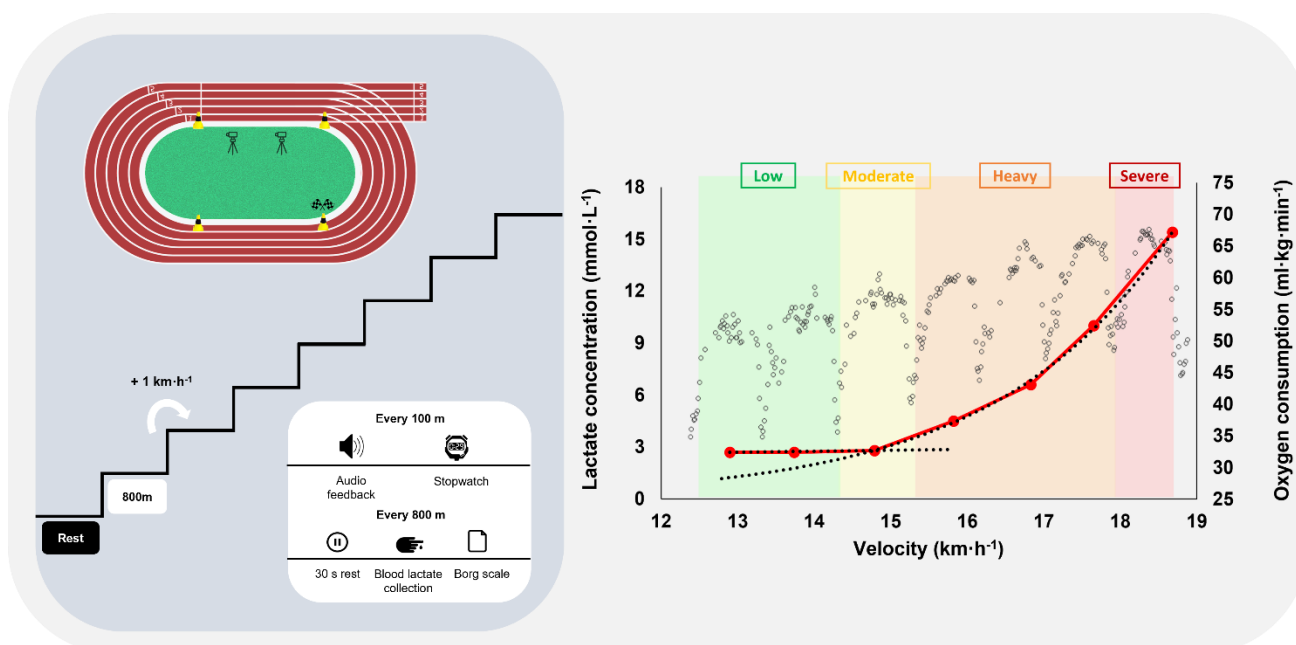 + 1 km·h⁻¹
800m
Rest
Every 100 m
Audio
feedback
Stopwatch
Every 800 m
30 s rest
Blood lactate
collection
Borg scale
Low
Moderate
Heavy
Severe
Lactate concentration (mmol·L⁻¹)
18
15
12
9
6
3
0
12
13
14
15
16
17
18
19
Velocity (km·h⁻¹)
75
70
65
60
55
50
45
40
35
30
25
Oxygen consumption (ml·kg·min⁻¹)